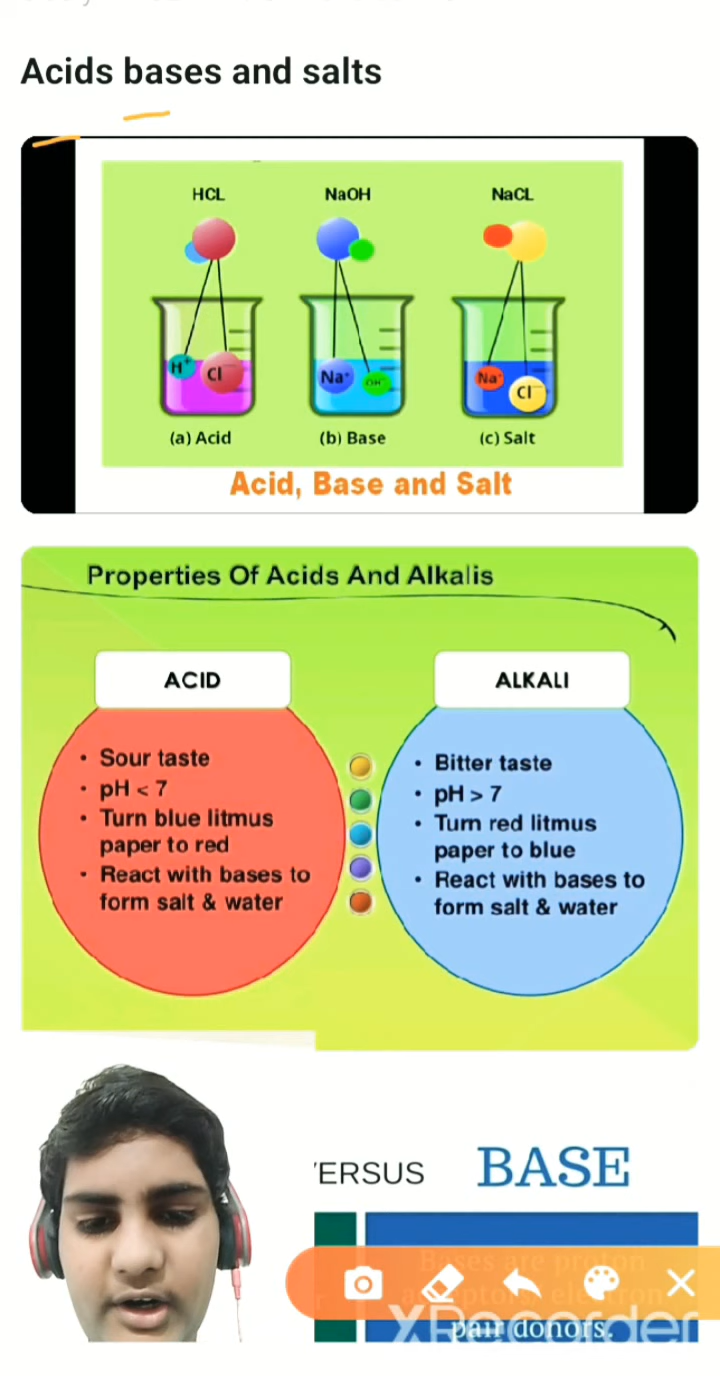 Acids bases and salts
HCL NaOH NaCL
H⁺ Cl⁻ Na⁺ OH⁻ Na⁺ Cl⁻
(a) Acid (b) Base (c) Salt
Acid, Base and Salt
Properties Of Acids And Alkalis
ACID
• Sour taste
• pH < 7
• Turn blue litmus
paper to red
• React with bases to
form salt & water
ALKALI
• Bitter taste
• pH > 7
• Turn red litmus
paper to blue
• React with bases to
form salt & water
ERSUS BASE
Bases are proton
pair donors.
XRecorder